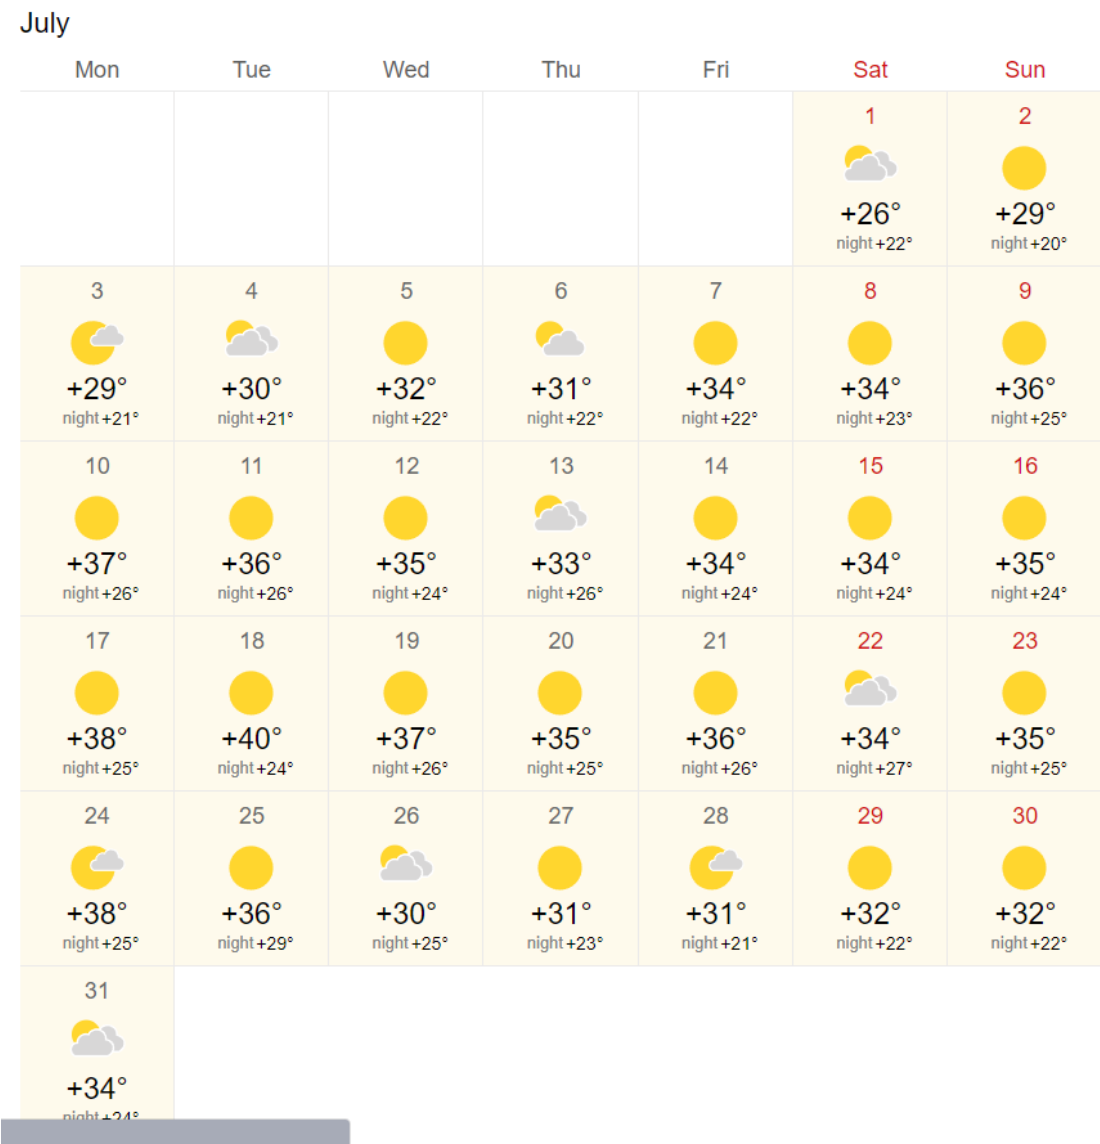 July
Mon Tue Wed Thu Fri Sat Sun
1 2
+26° +29°
night +22° night +20°
3 4 5 6 7 8 9
+29° +30° +32° +31° +34° +34° +36°
night +21° night +21° night +22° night +22° night +22° night +23° night +25°
10 11 12 13 14 15 16
+37° +36° +35° +33° +34° +34° +35°
night +26° night +26° night +24° night +26° night +24° night +24° night +24°
17 18 19 20 21 22 23
+38° +40° +37° +35° +36° +34° +35°
night +25° night +24° night +26° night +25° night +26° night +27° night +25°
24 25 26 27 28 29 30
+38° +36° +30° +31° +31° +32° +32°
night +25° night +29° night +25° night +23° night +21° night +22° night +22°
31
+34°
night +24°